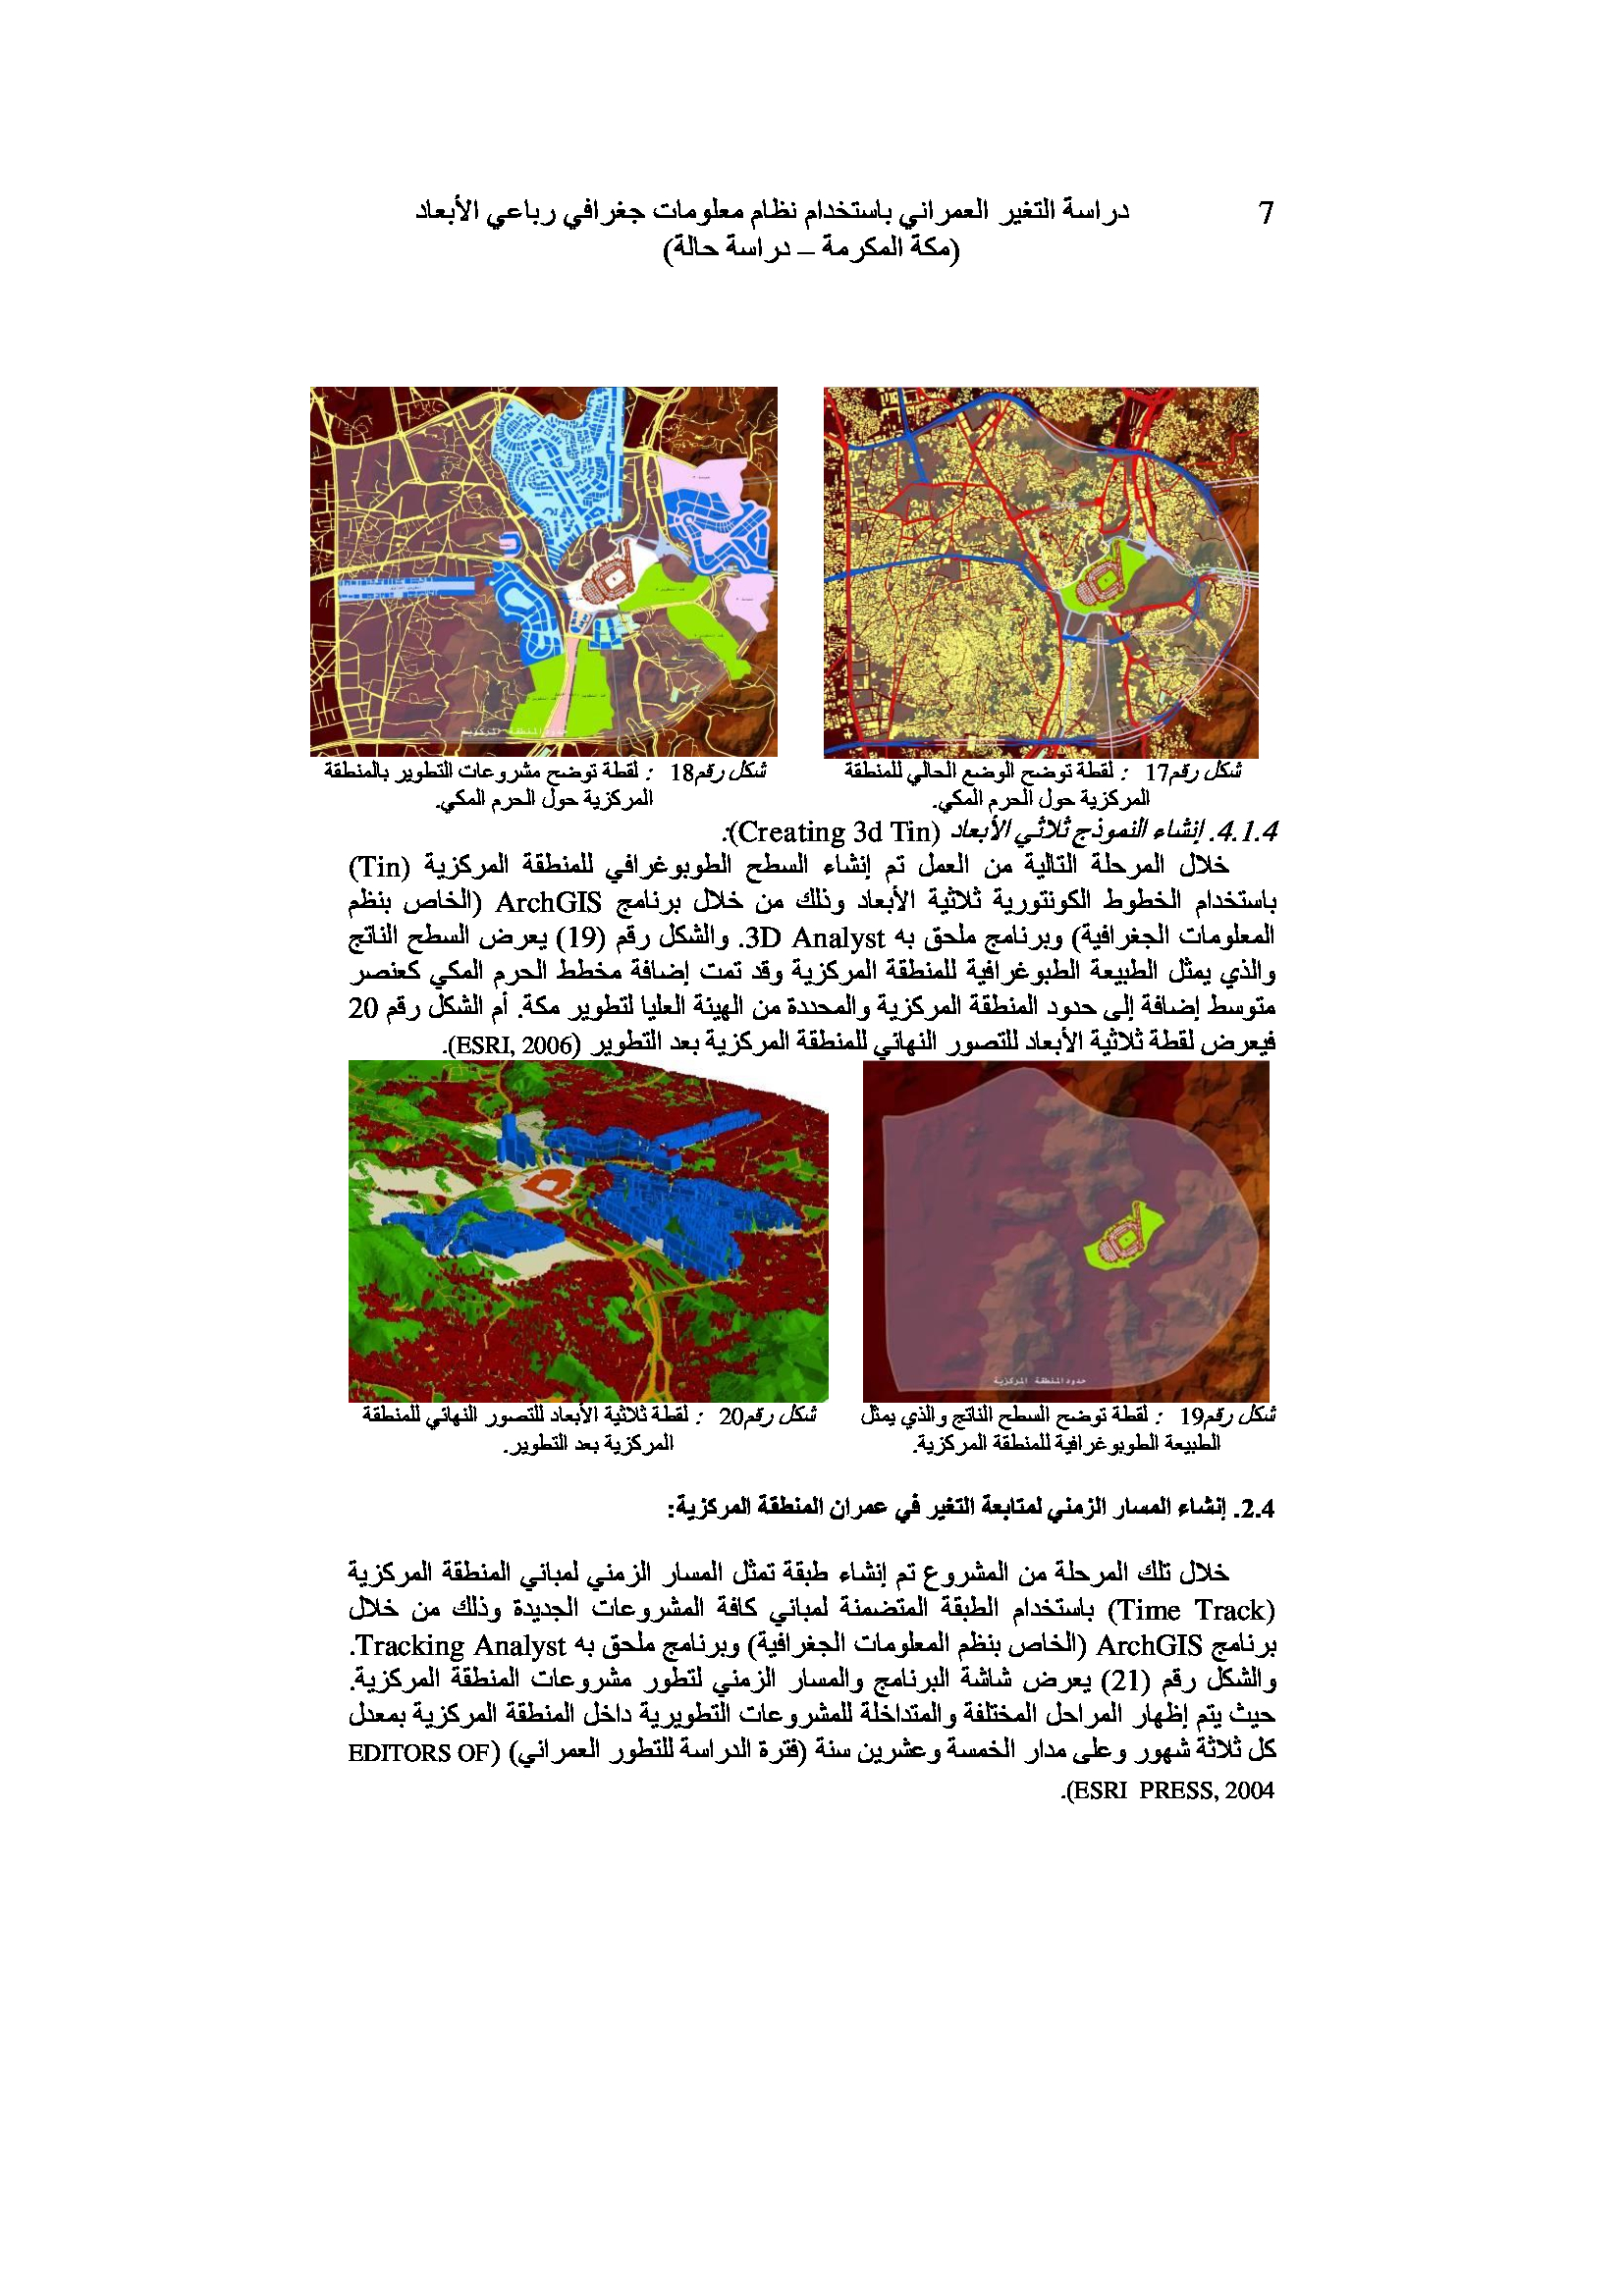 7
دراسة التغير العمراني باستخدام نظام معلومات جغرافي رباعي الأبعاد
(مكة المكرمة – دراسة حالة)
حدود المنطقة المركزية
شكل رقم17 : لقطة توضح الوضع الحالي للمنطقة
المركزية حول الحرم المكي.
شكل رقم18 : لقطة توضح مشروعات التطوير بالمنطقة
المركزية حول الحرم المكي.
4.1.4. إنشاء النموذج ثلاثي الأبعاد (Creating 3d Tin):
خلال المرحلة التالية من العمل تم إنشاء السطح الطوبوغرافي للمنطقة المركزية (Tin)
باستخدام الخطوط الكونتورية ثلاثية الأبعاد وذلك من خلال برنامج ArchGIS (الخاص بنظم
المعلومات الجغرافية) وبرنامج ملحق به 3D Analyst. والشكل رقم (19) يعرض السطح الناتج
والذي يمثل الطبيعة الطبوغرافية للمنطقة المركزية وقد تمت إضافة مخطط الحرم المكي كعنصر
متوسط إضافة إلى حدود المنطقة المركزية والمحددة من الهيئة العليا لتطوير مكة. أم الشكل رقم 20
فيعرض لقطة ثلاثية الأبعاد للتصور النهائي للمنطقة المركزية بعد التطوير (ESRI, 2006).
حدود المنطقة المركزية
شكل رقم19 : لقطة توضح السطح الناتج والذي يمثل
الطبيعة الطوبوغرافية للمنطقة المركزية.
شكل رقم20 : لقطة ثلاثية الأبعاد للتصور النهائي للمنطقة
المركزية بعد التطوير.
2.4. إنشاء المسار الزمني لمتابعة التغير في عمران المنطقة المركزية:
خلال تلك المرحلة من المشروع تم إنشاء طبقة تمثل المسار الزمني لمباني المنطقة المركزية
(Time Track) باستخدام الطبقة المتضمنة لمباني كافة المشروعات الجديدة وذلك من خلال
برنامج ArchGIS (الخاص بنظم المعلومات الجغرافية) وبرنامج ملحق به Tracking Analyst.
والشكل رقم (21) يعرض شاشة البرنامج والمسار الزمني لتطور مشروعات المنطقة المركزية.
حيث يتم إظهار المراحل المختلفة والمتداخلة للمشروعات التطويرية داخل المنطقة المركزية بمعدل
كل ثلاثة شهور وعلى مدار الخمسة وعشرين سنة (فترة الدراسة للتطور العمراني) (EDITORS OF
ESRI PRESS, 2004).